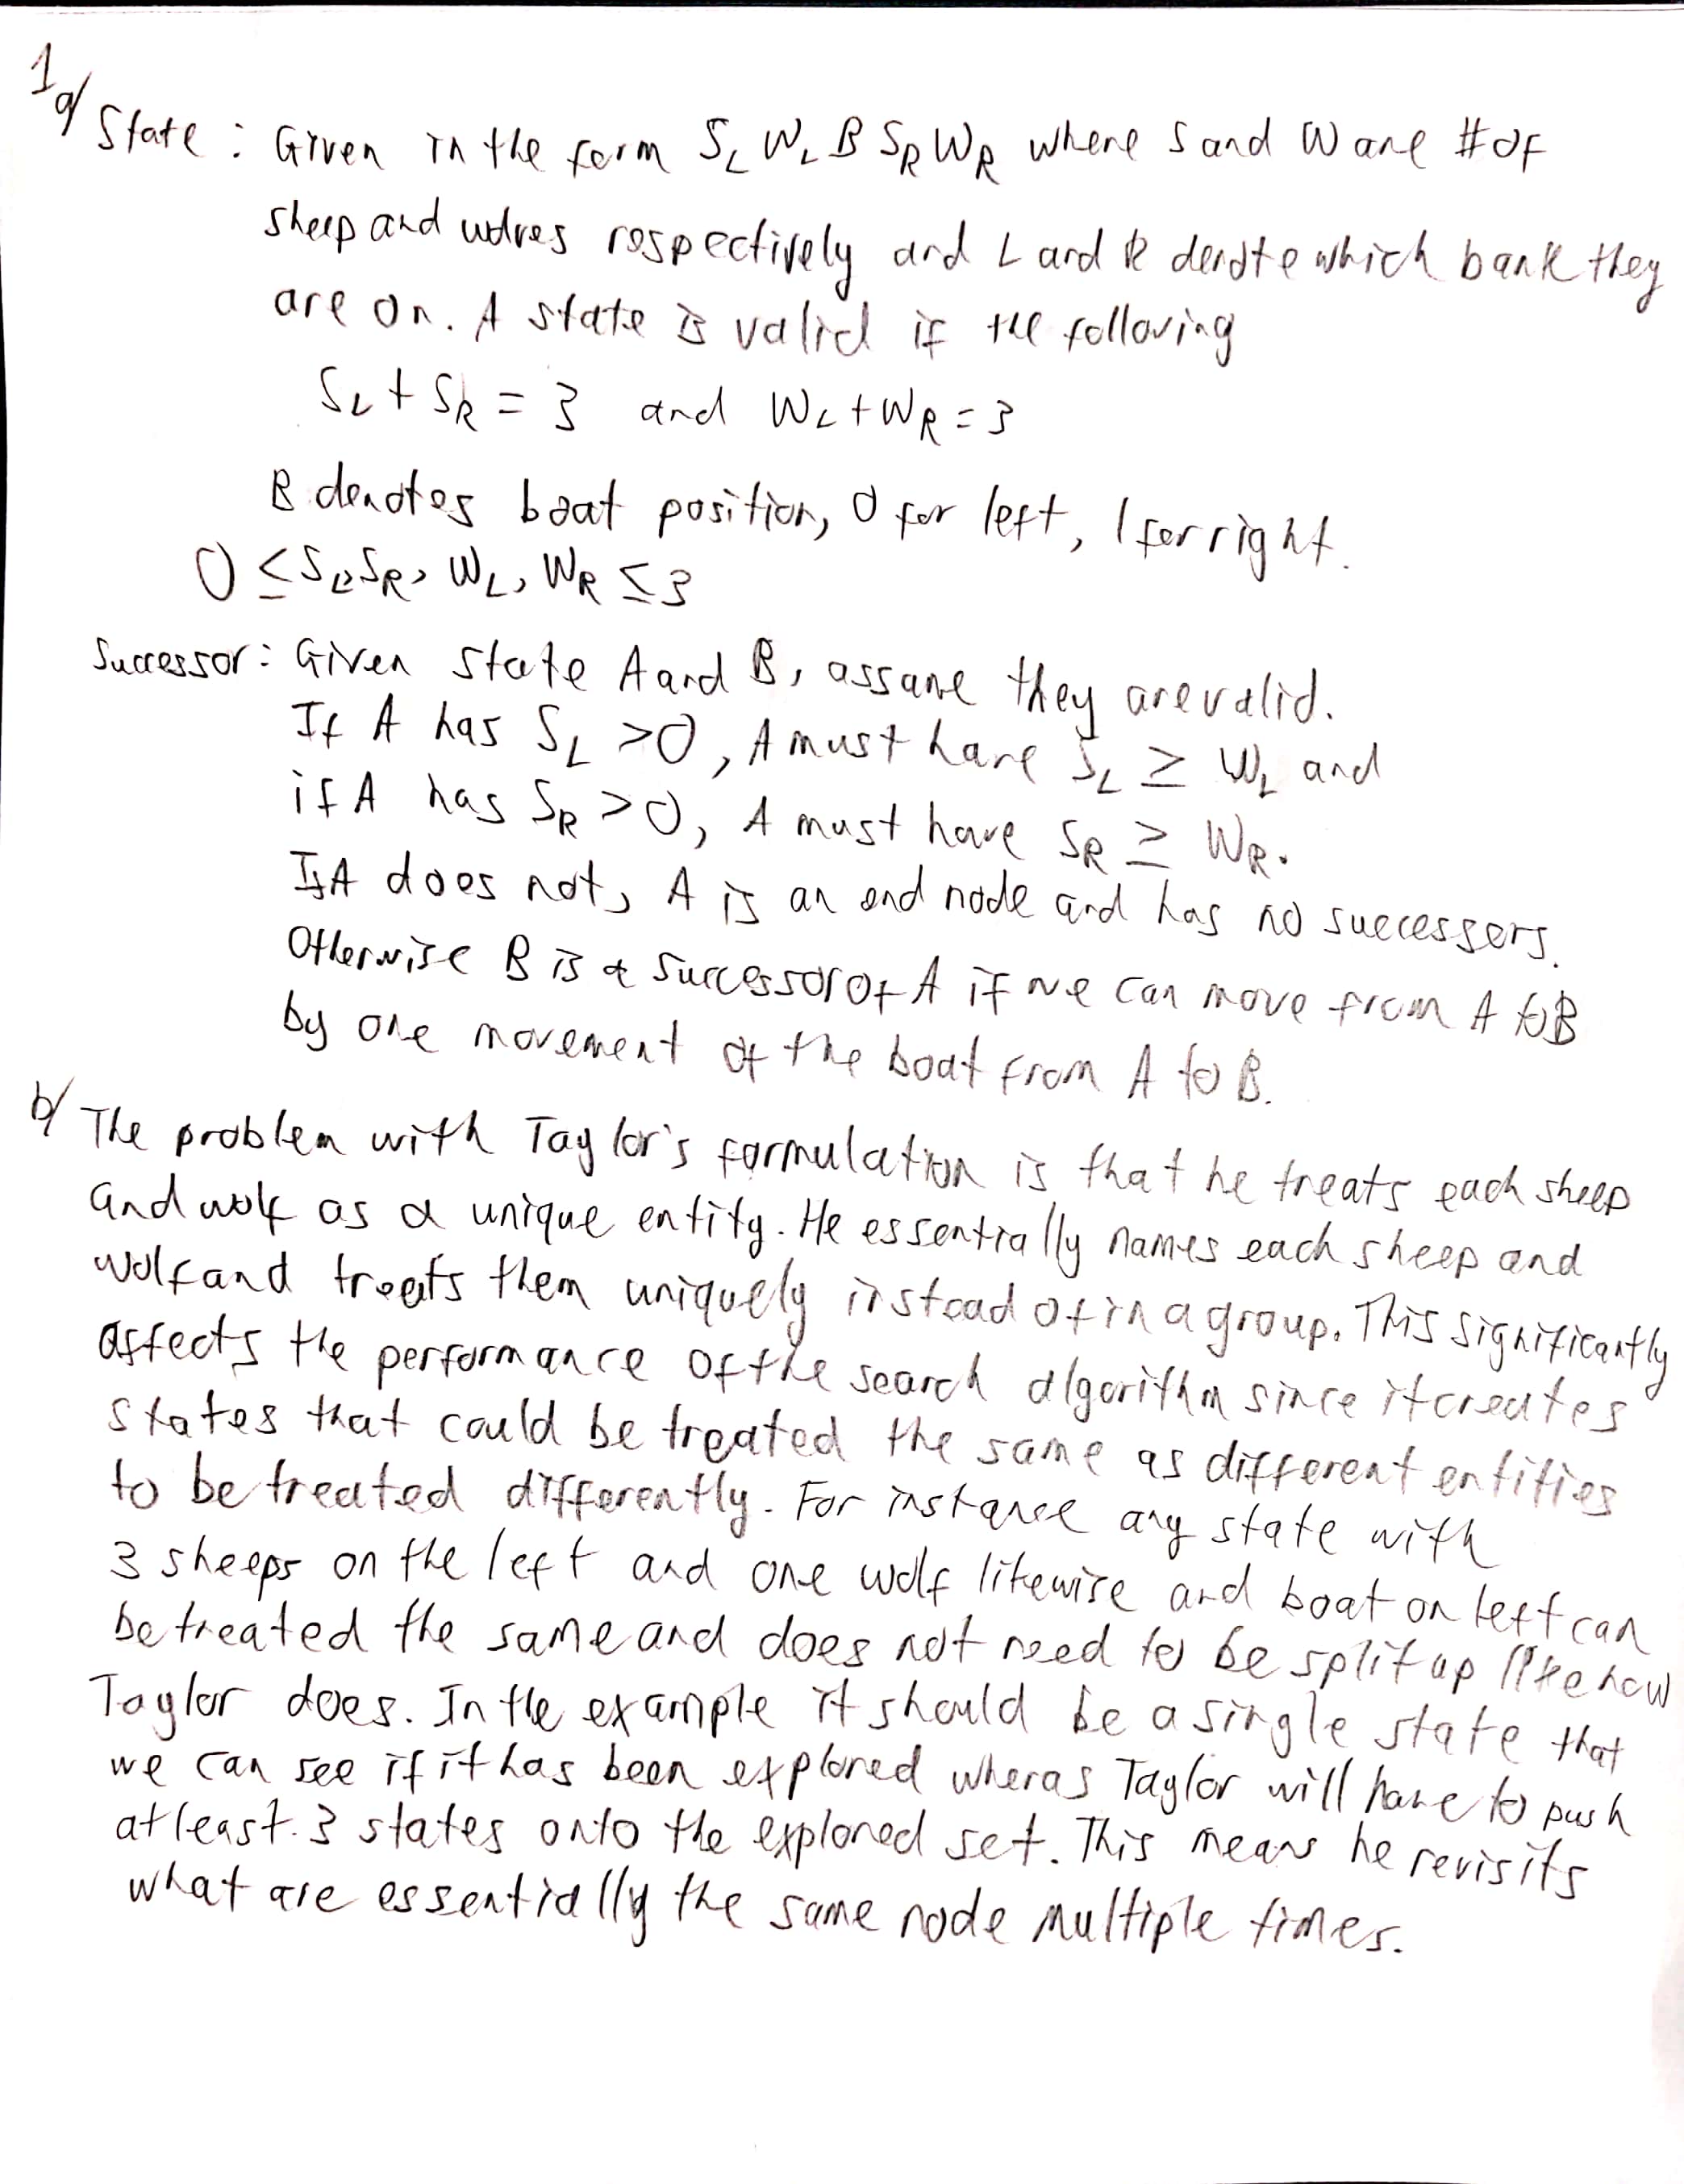 1
a/ State : Given in the form S_L W_L B S_R W_R where S and W are # of
sheep and wolves respectively and L and R denote which bank they
are on. A state is valid if the following
S_L + S_R = 3 and W_L + W_R = 3
B denotes boat position, 0 for left, 1 for right.
0 ≤ S_L, S_R, W_L, W_R ≤ 3
Successor: Given state A and B, assume they are valid.
If A has S_L > 0, A must have S_L ≥ W_L and
if A has S_R > 0, A must have S_R ≥ W_R.
If A does not, A is an end node and has no successors.
Otherwise B is a successor of A if we can move from A to B
by one movement of the boat from A to B.
b/ The problem with Taylor's formulation is that he treats each sheep
and wolf as a unique entity. He essentially names each sheep and
wolf and treats them uniquely instead of in a group. This significantly
affects the performance of the search algorithm since it creates
states that could be treated the same as different entities
to be treated differently. For instance any state with
3 sheeps on the left and one wolf likewise and boat on left can
be treated the same and does not need to be split up like how
Taylor does. In the example it should be a single state that
we can see if it has been explored wheras Taylor will have to push
at least 3 states onto the explored set. This means he revisits
what are essentially the same node multiple times.